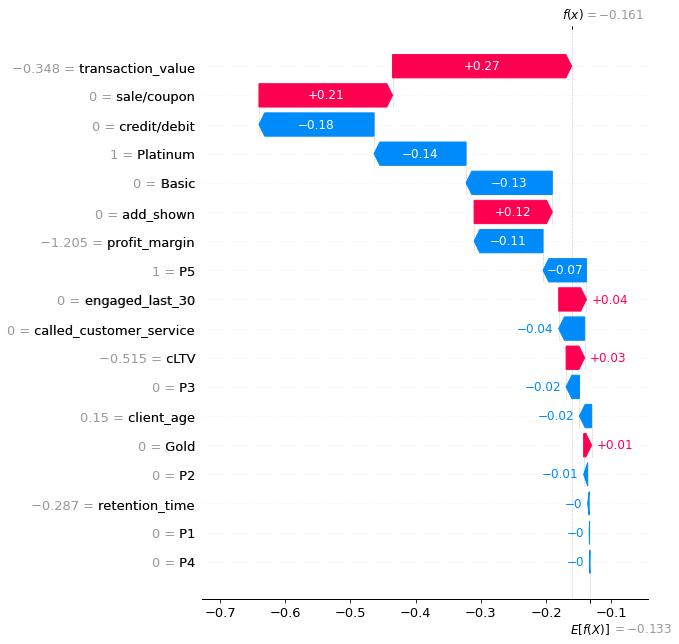 f(x) = −0.161
−0.348 = transaction_value +0.27
0 = sale/coupon +0.21
0 = credit/debit −0.18
1 = Platinum −0.14
0 = Basic −0.13
0 = add_shown +0.12
−1.205 = profit_margin −0.11
1 = P5 −0.07
0 = engaged_last_30 +0.04
0 = called_customer_service −0.04
−0.515 = cLTV +0.03
0 = P3 −0.02
0.15 = client_age −0.02
0 = Gold +0.01
0 = P2 −0.01
−0.287 = retention_time −0
0 = P1 −0
0 = P4 −0
−0.7 −0.6 −0.5 −0.4 −0.3 −0.2 −0.1
E[f(X)] = −0.133